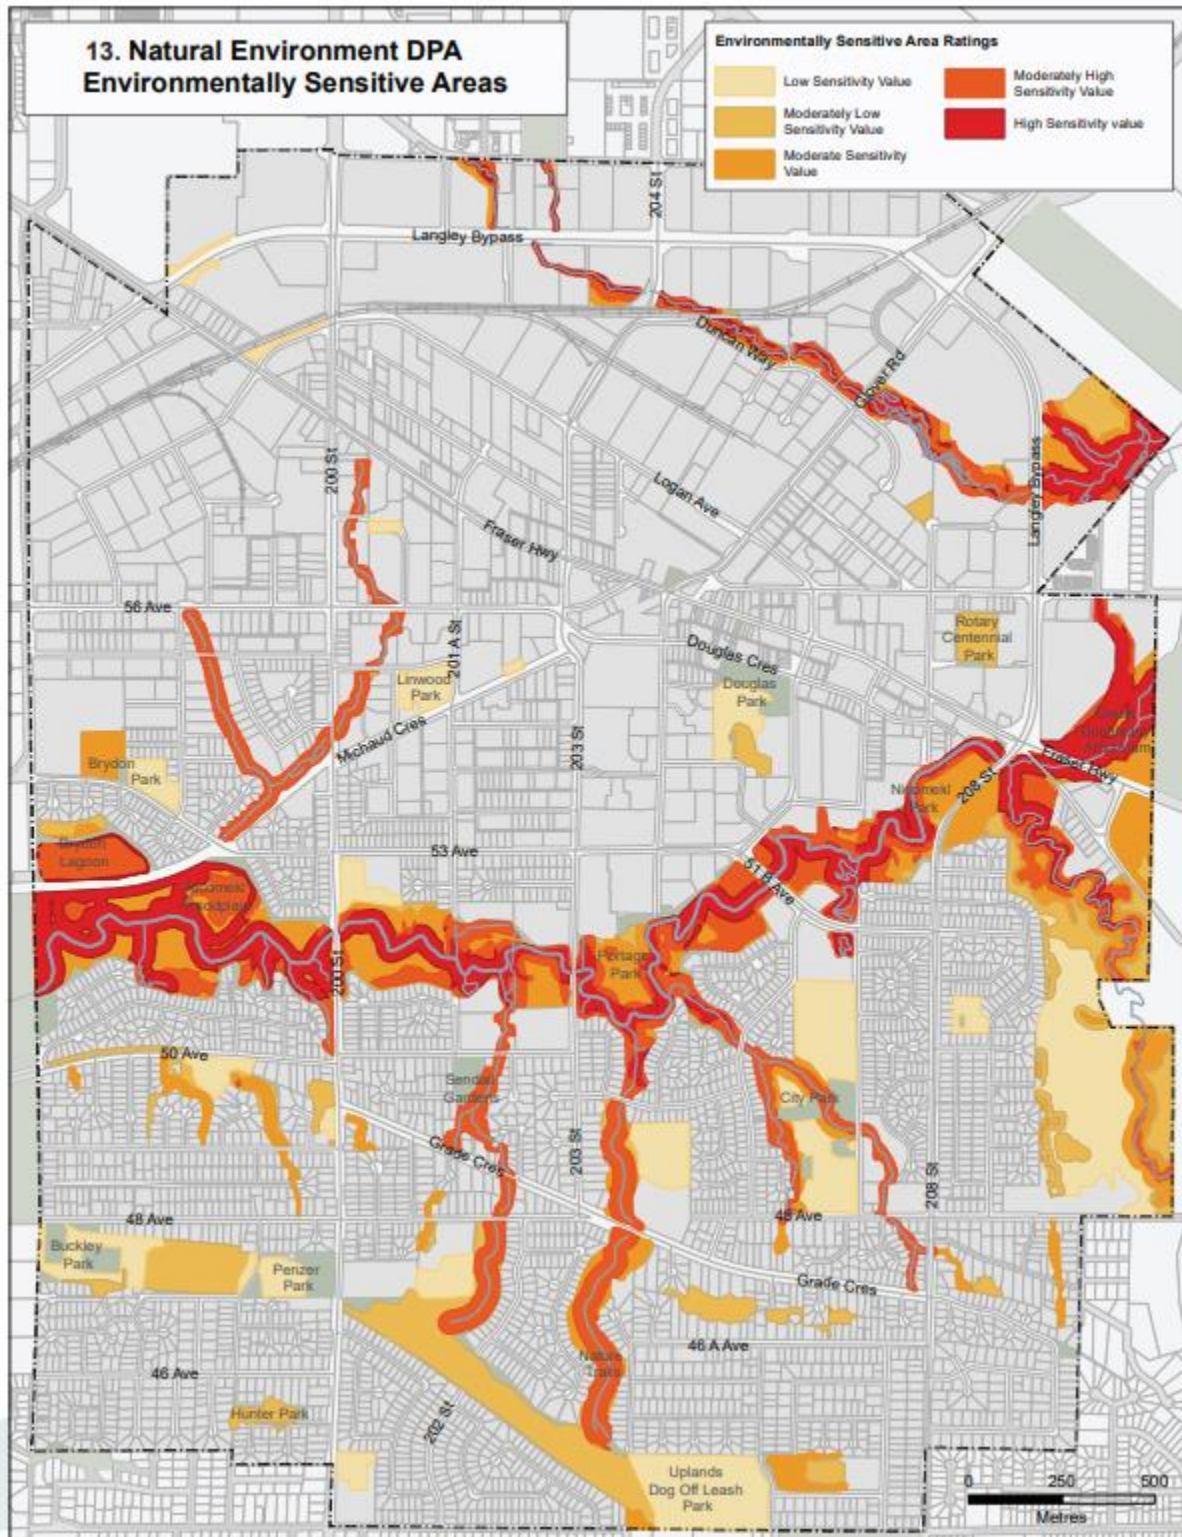 13. Natural Environment DPA
Environmentally Sensitive Areas
Environmentally Sensitive Area Ratings
Low Sensitivity Value
Moderately Low
Sensitivity Value
Moderate Sensitivity
Value
Moderately High
Sensitivity Value
High Sensitivity value
204 St
Langley Bypass
Duncan Way
Glover Rd
Langley Bypass
200 St
Logan Ave
Fraser Hwy
56 Ave
201 A St
Rotary
Centennial
Park
Douglas Cres
Linwood
Park
Douglas
Park
Michaud Cres
203 St
Brydon
Park
Fraser Hwy
208 St
Nicomekl
Park
Brydon
Lagoon
53 Ave
51 B Ave
Nicomekl
Floodplain
Portage
Park
200 St
50 Ave
Sendall
Gardens
City Park
Grade Cres
203 St
208 St
48 Ave
48 Ave
Buckley
Park
Penzer
Park
Grade Cres
46 A Ave
Nature
Trails
46 Ave
Hunter Park
202 St
Uplands
Dog Off Leash
Park
0 250 500
Metres